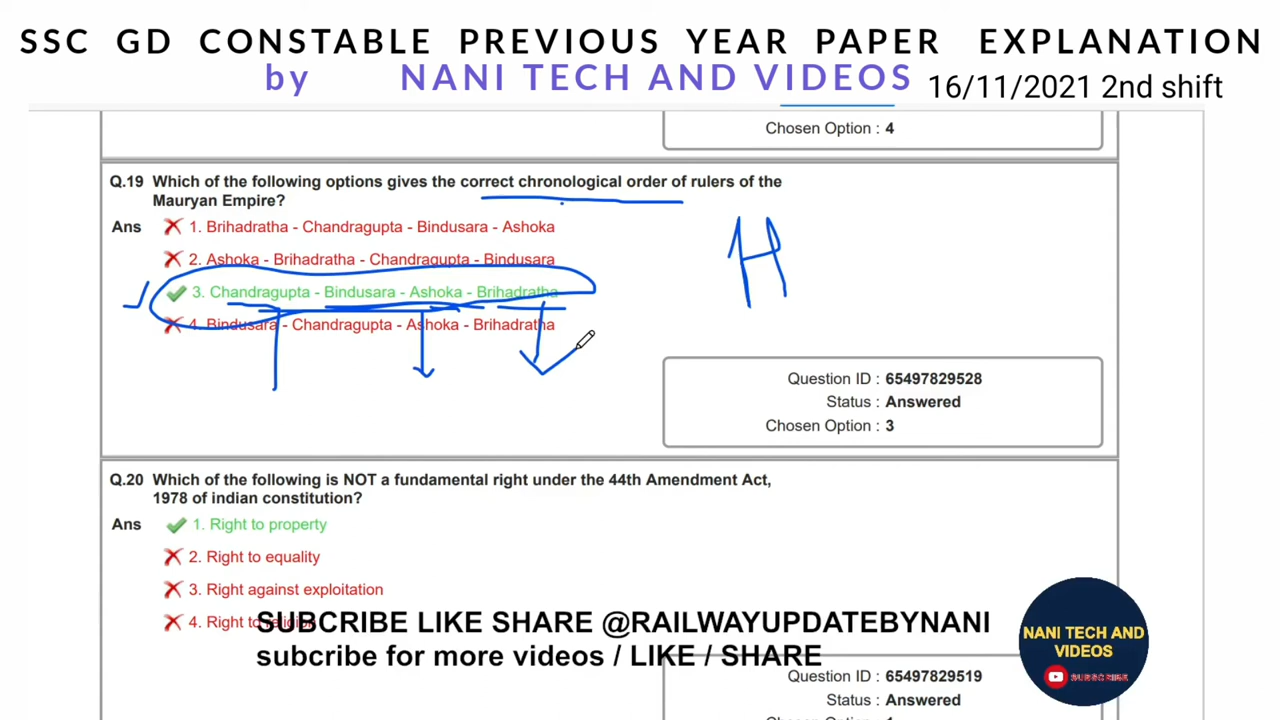 SSC GD CONSTABLE PREVIOUS YEAR PAPER EXPLANATION
by NANI TECH AND VIDEOS 16/11/2021 2nd shift
Chosen Option : 4
Q.19 Which of the following options gives the correct chronological order of rulers of the
Mauryan Empire?
Ans 1. Brihadratha - Chandragupta - Bindusara - Ashoka
2. Ashoka - Brihadratha - Chandragupta - Bindusara
3. Chandragupta - Bindusara - Ashoka - Brihadratha
4. Bindusara - Chandragupta - Ashoka - Brihadratha
H
Question ID : 65497829528
Status : Answered
Chosen Option : 3
Q.20 Which of the following is NOT a fundamental right under the 44th Amendment Act,
1978 of indian constitution?
Ans 1. Right to property
2. Right to equality
3. Right against exploitation
4. Right to religion
SUBCRIBE LIKE SHARE @RAILWAYUPDATEBYNANI
subcribe for more videos / LIKE / SHARE
NANI TECH AND
VIDEOS
Question ID : 65497829519
Status : Answered